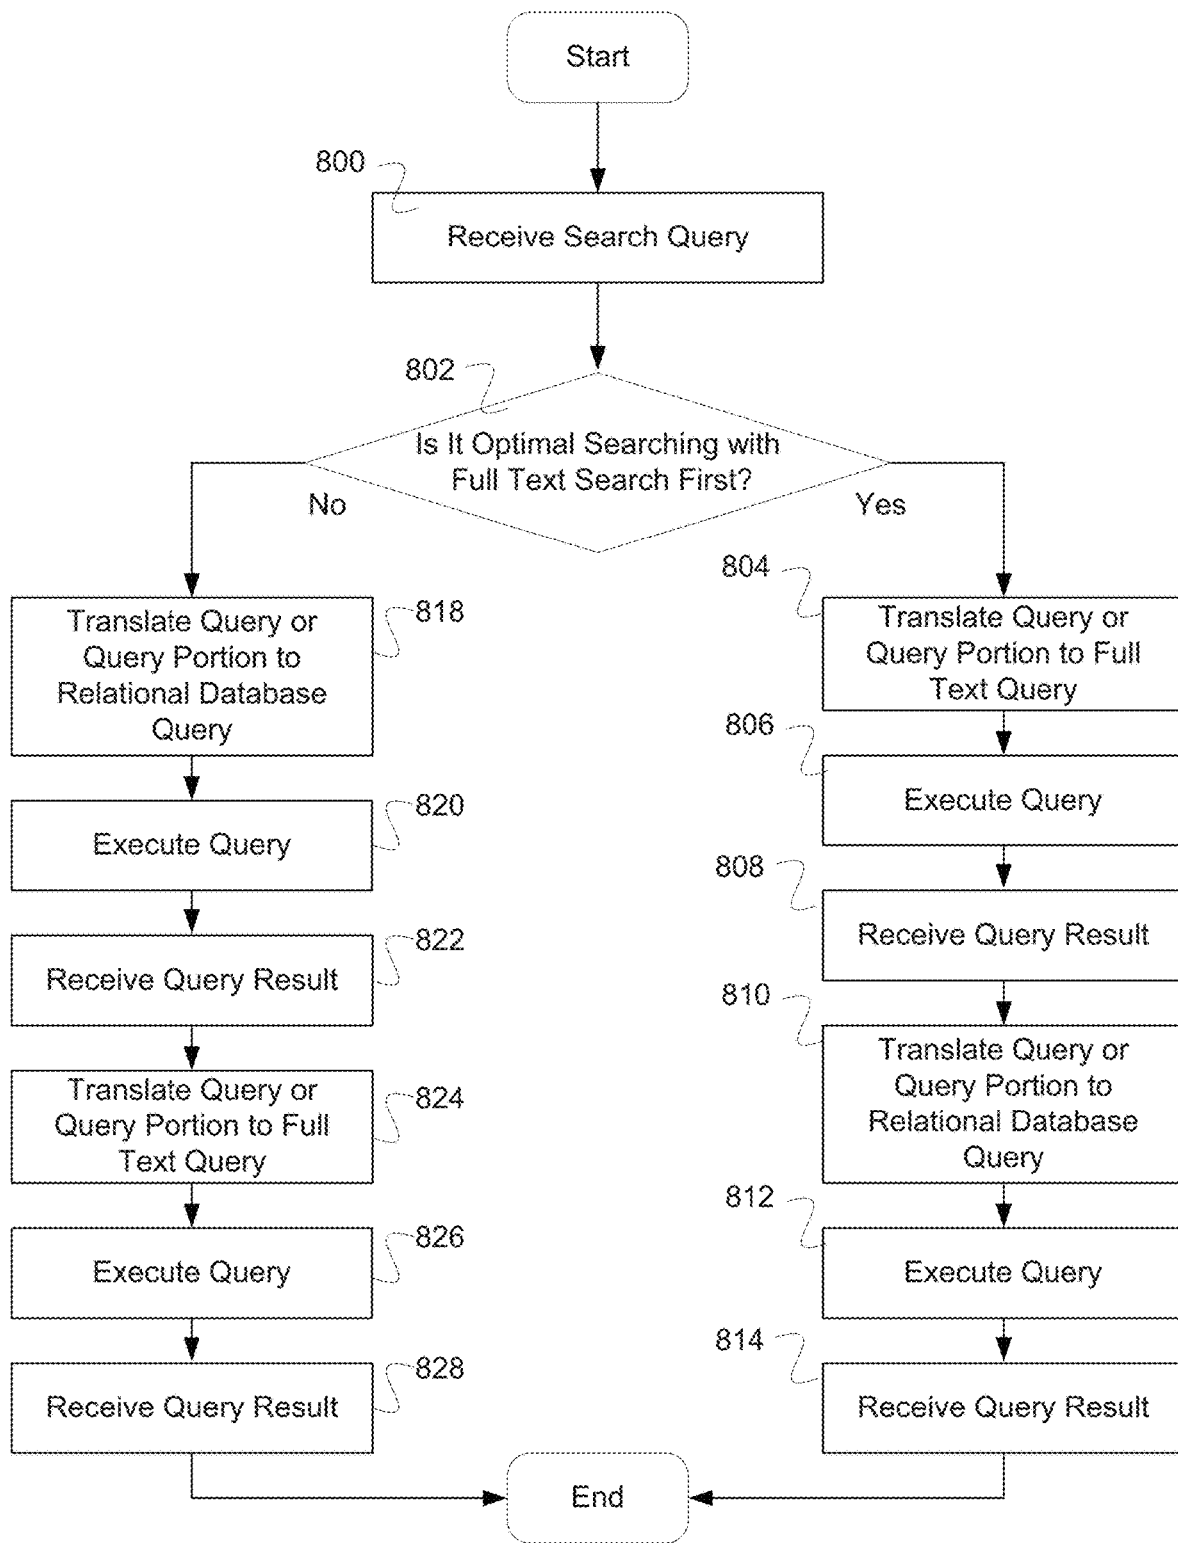 Start
800
Receive Search Query
802
Is It Optimal Searching with
Full Text Search First?
No
Yes
818
Translate Query or
Query Portion to
Relational Database
Query
820
Execute Query
822
Receive Query Result
824
Translate Query or
Query Portion to Full
Text Query
826
Execute Query
828
Receive Query Result
804
Translate Query or
Query Portion to Full
Text Query
806
Execute Query
808
Receive Query Result
810
Translate Query or
Query Portion to
Relational Database
Query
812
Execute Query
814
Receive Query Result
End